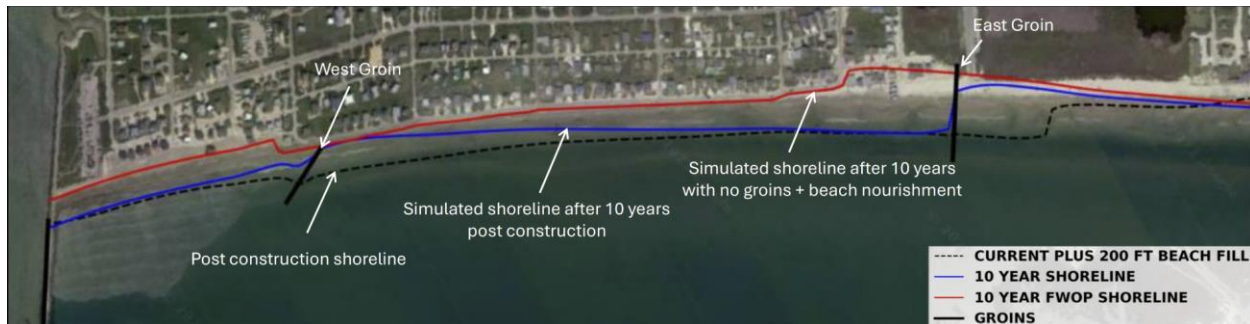 East Groin
West Groin
Simulated shoreline after 10 years
with no groins + beach nourishment
Simulated shoreline after 10 years
post construction
Post construction shoreline
CURRENT PLUS 200 FT BEACH FILL
10 YEAR SHORELINE
10 YEAR FWOP SHORELINE
GROINS